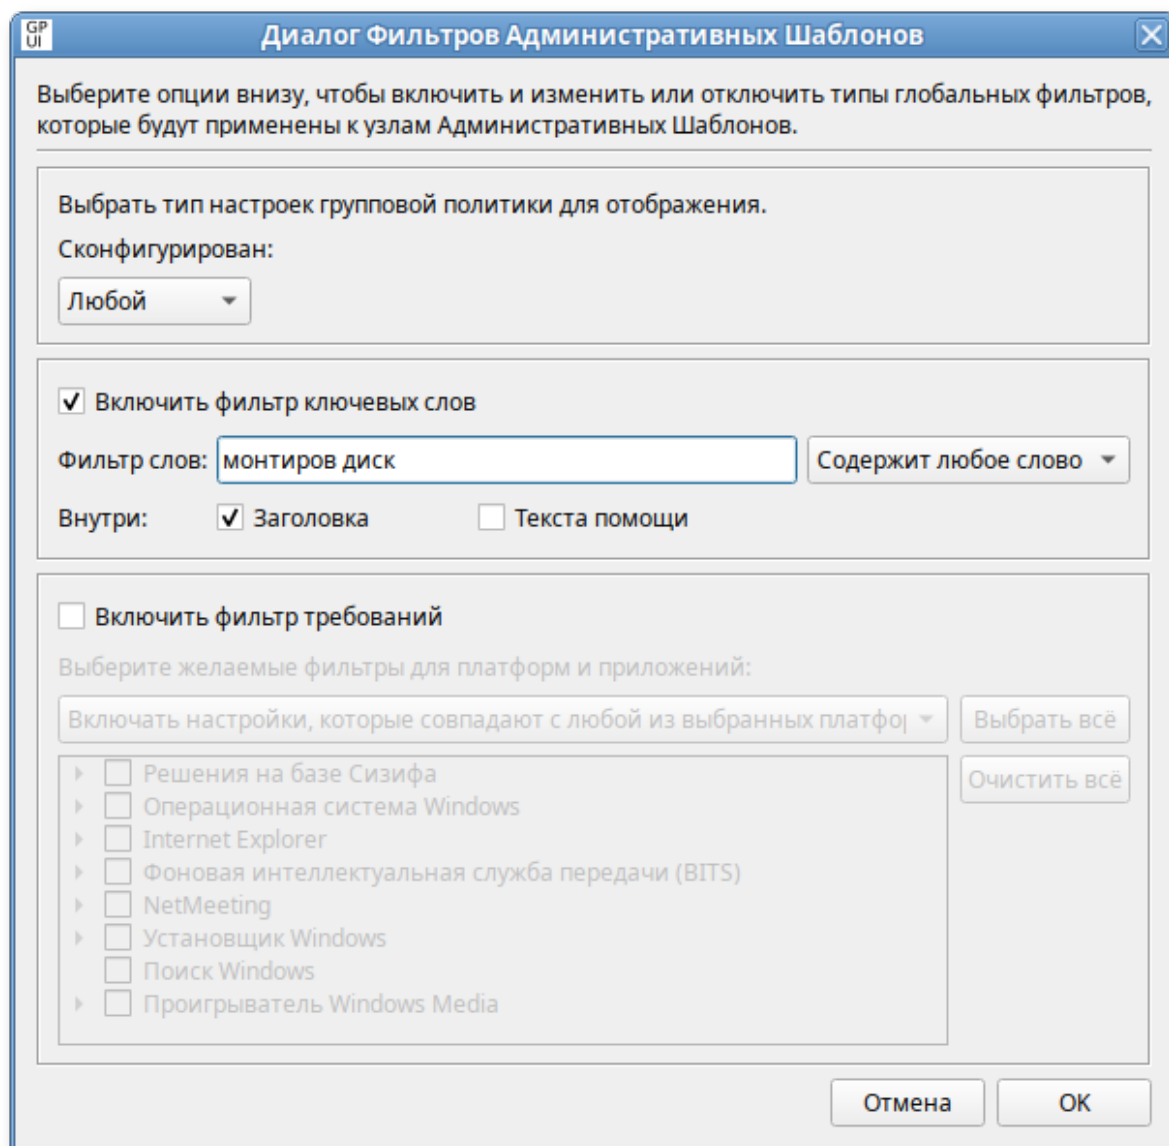 GP
UI
Диалог Фильтров Административных Шаблонов
Выберите опции внизу, чтобы включить и изменить или отключить типы глобальных фильтров,
которые будут применены к узлам Административных Шаблонов.
Выбрать тип настроек групповой политики для отображения.
Сконфигурирован:
Любой
Включить фильтр ключевых слов
Фильтр слов: монтиров диск Содержит любое слово
Внутри: Заголовка Текста помощи
Включить фильтр требований
Выберите желаемые фильтры для платформ и приложений:
Включать настройки, которые совпадают с любой из выбранных платфор Выбрать всё
Решения на базе Сизифа Очистить всё
Операционная система Windows
Internet Explorer
Фоновая интеллектуальная служба передачи (BITS)
NetMeeting
Установщик Windows
Поиск Windows
Проигрыватель Windows Media
Отмена OK